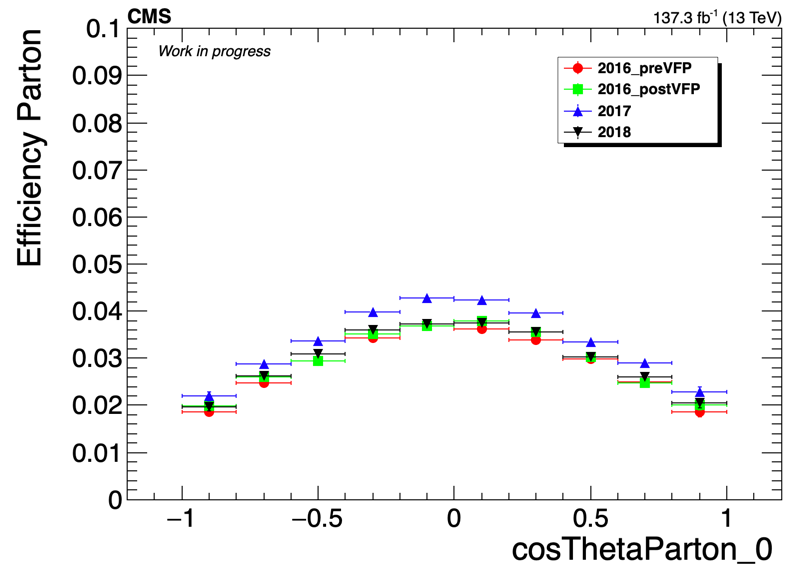 CMS 137.3 fb⁻¹ (13 TeV)
Work in progress
Efficiency Parton
0.1
0.09
0.08
0.07
0.06
0.05
0.04
0.03
0.02
0.01
0
2016_preVFP
2016_postVFP
2017
2018
−1 −0.5 0 0.5 1
cosThetaParton_0